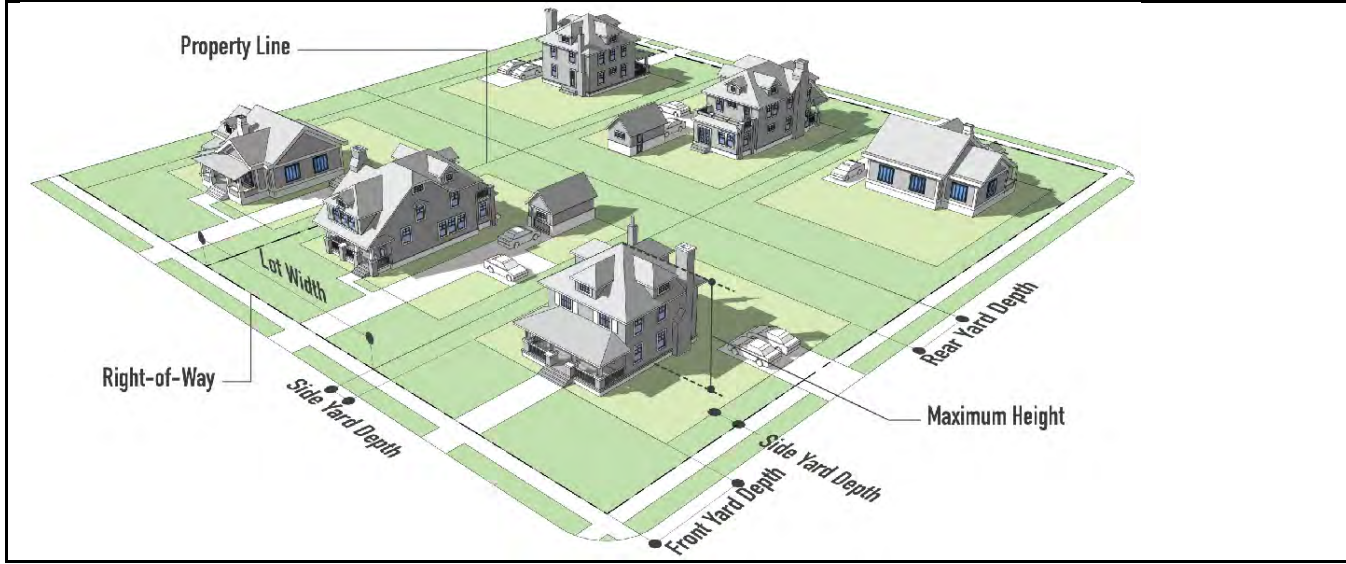 Property Line
Lot Width
Right-of-Way
Side Yard Depth
Rear Yard Depth
Maximum Height
Side Yard Depth
Front Yard Depth